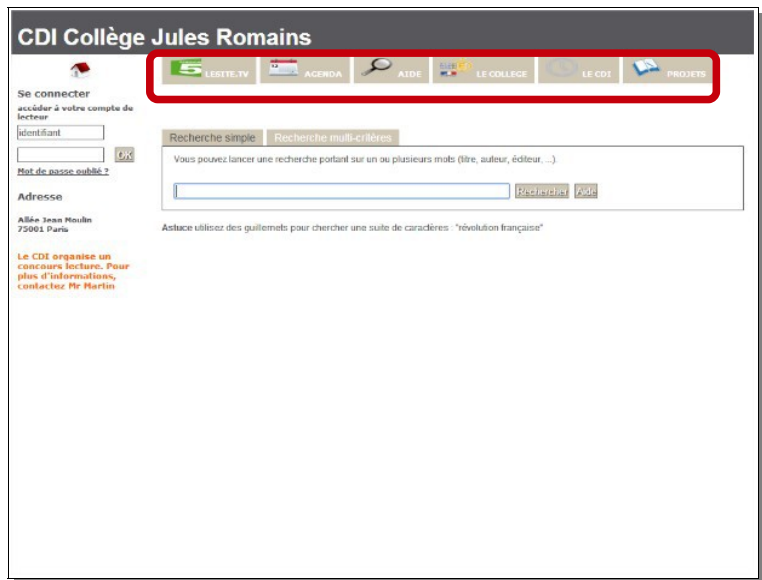 CDI Collège Jules Romains
5 LESITE.TV
12 AGENDA
AIDE
LE COLLEGE
LE CDI
PROJETS
Se connecter
accéder à votre compte de
lecteur
identifiant
OK
Mot de passe oublié ?
Adresse
Allée Jean Moulin
75001 Paris
Le CDI organise un
concours lecture. Pour
plus d'informations,
contactez Mr Martin
Recherche simple
Recherche multi-critères
Vous pouvez lancer une recherche portant sur un ou plusieurs mots (titre, auteur, éditeur, ...).
Rechercher Aide
Astuce utilisez des guillemets pour chercher une suite de caractères : "révolution française"